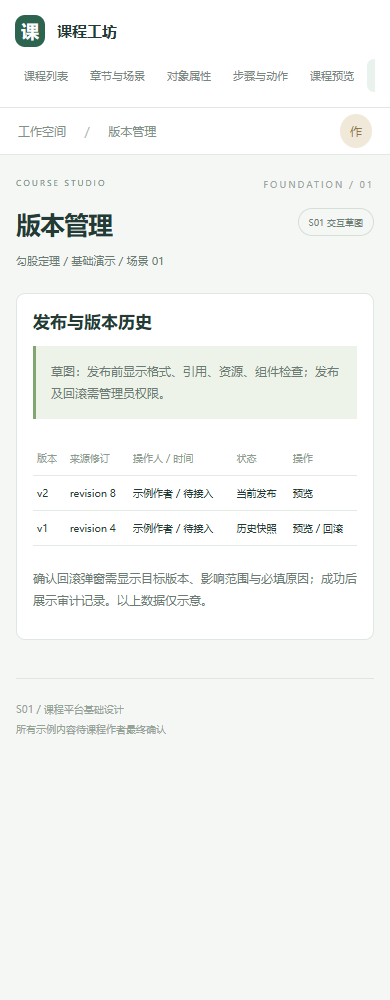 课 课程工坊
课程列表 章节与场景 对象属性 步骤与动作 课程预览
工作空间 / 版本管理 作
COURSE STUDIO FOUNDATION / 01
版本管理 S01 交互草图
勾股定理 / 基础演示 / 场景 01
发布与版本历史
草图：发布前显示格式、引用、资源、组件检查；发布
及回滚需管理员权限。
版本 来源修订 操作人 / 时间 状态 操作
v2 revision 8 示例作者 / 待接入 当前发布 预览
v1 revision 4 示例作者 / 待接入 历史快照 预览 / 回滚
确认回滚弹窗需显示目标版本、影响范围与必填原因；成功后
展示审计记录。以上数据仅示意。
S01 / 课程平台基础设计
所有示例内容待课程作者最终确认